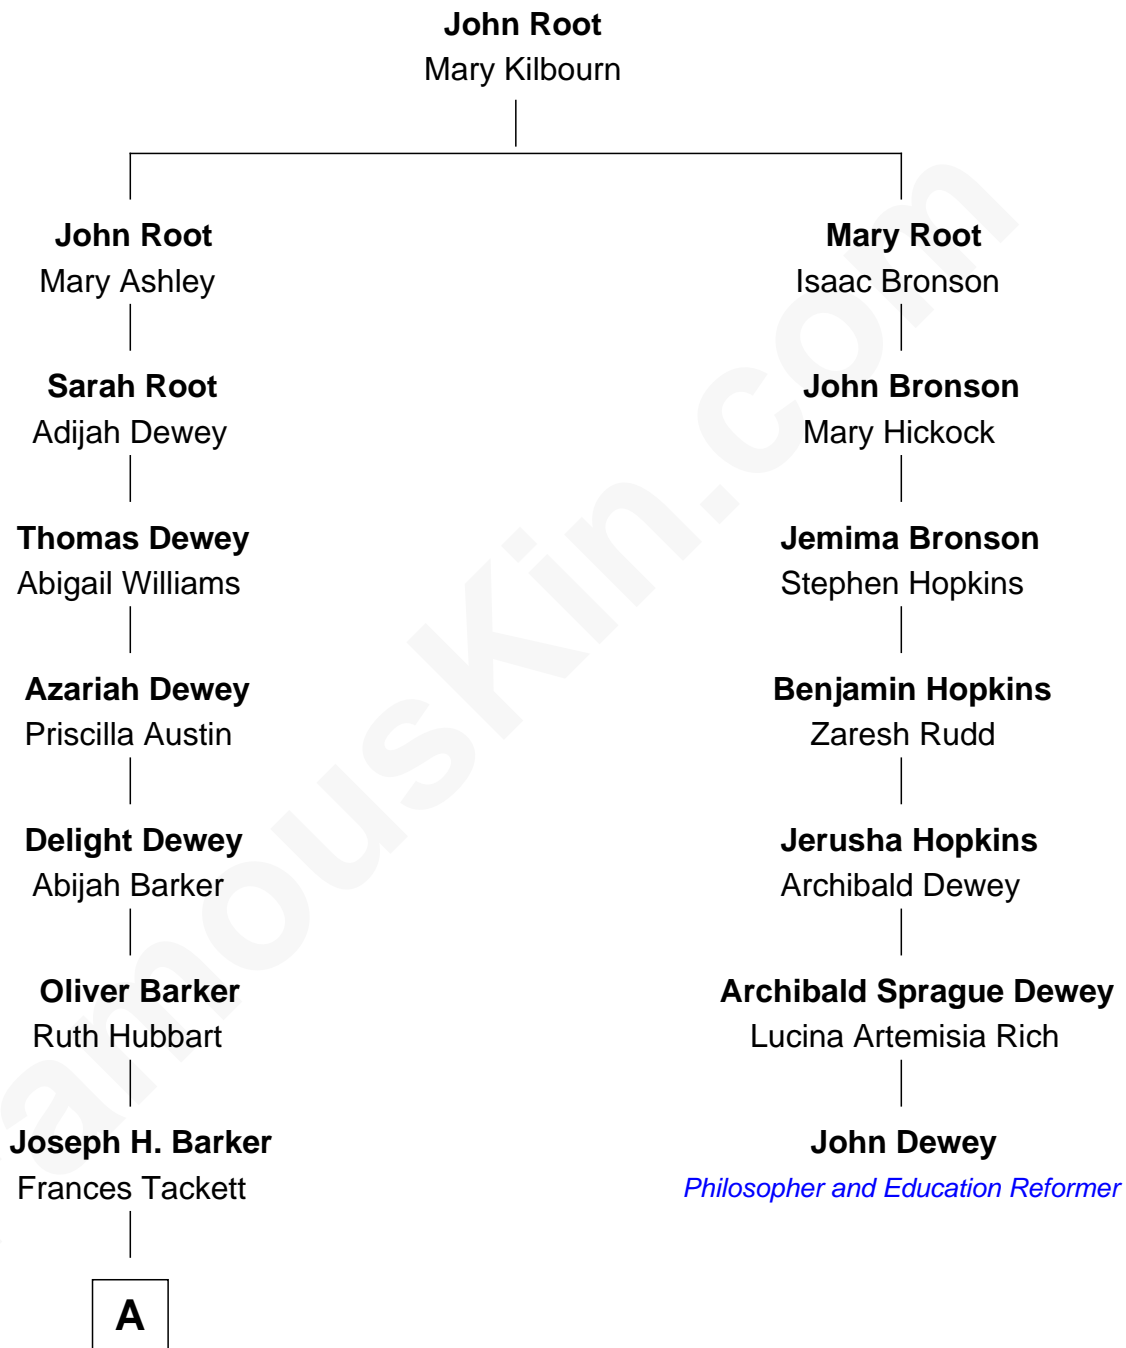 John Root
Mary Kilbourn
John Root
Mary Ashley
Mary Root
Isaac Bronson
Sarah Root
Adijah Dewey
John Bronson
Mary Hickock
Thomas Dewey
Abigail Williams
Jemima Bronson
Stephen Hopkins
Azariah Dewey
Priscilla Austin
Benjamin Hopkins
Zaresh Rudd
Delight Dewey
Abijah Barker
Jerusha Hopkins
Archibald Dewey
Oliver Barker
Ruth Hubbart
Archibald Sprague Dewey
Lucina Artemisia Rich
Joseph H. Barker
Frances Tackett
John Dewey
Philosopher and Education Reformer
A
amousKin.com